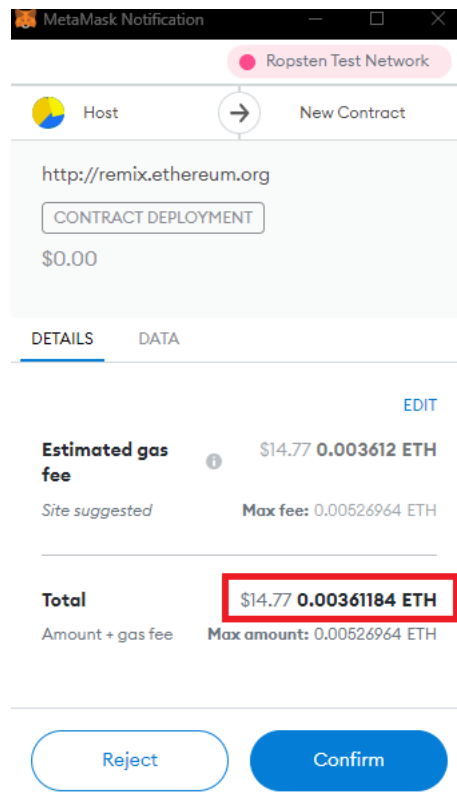 MetaMask Notification
Ropsten Test Network
Host New Contract
http://remix.ethereum.org
CONTRACT DEPLOYMENT
$0.00
DETAILS DATA
EDIT
Estimated gas fee $14.77 0.003612 ETH
Site suggested Max fee: 0.00526964 ETH
Total $14.77 0.00361184 ETH
Amount + gas fee Max amount: 0.00526964 ETH
Reject Confirm